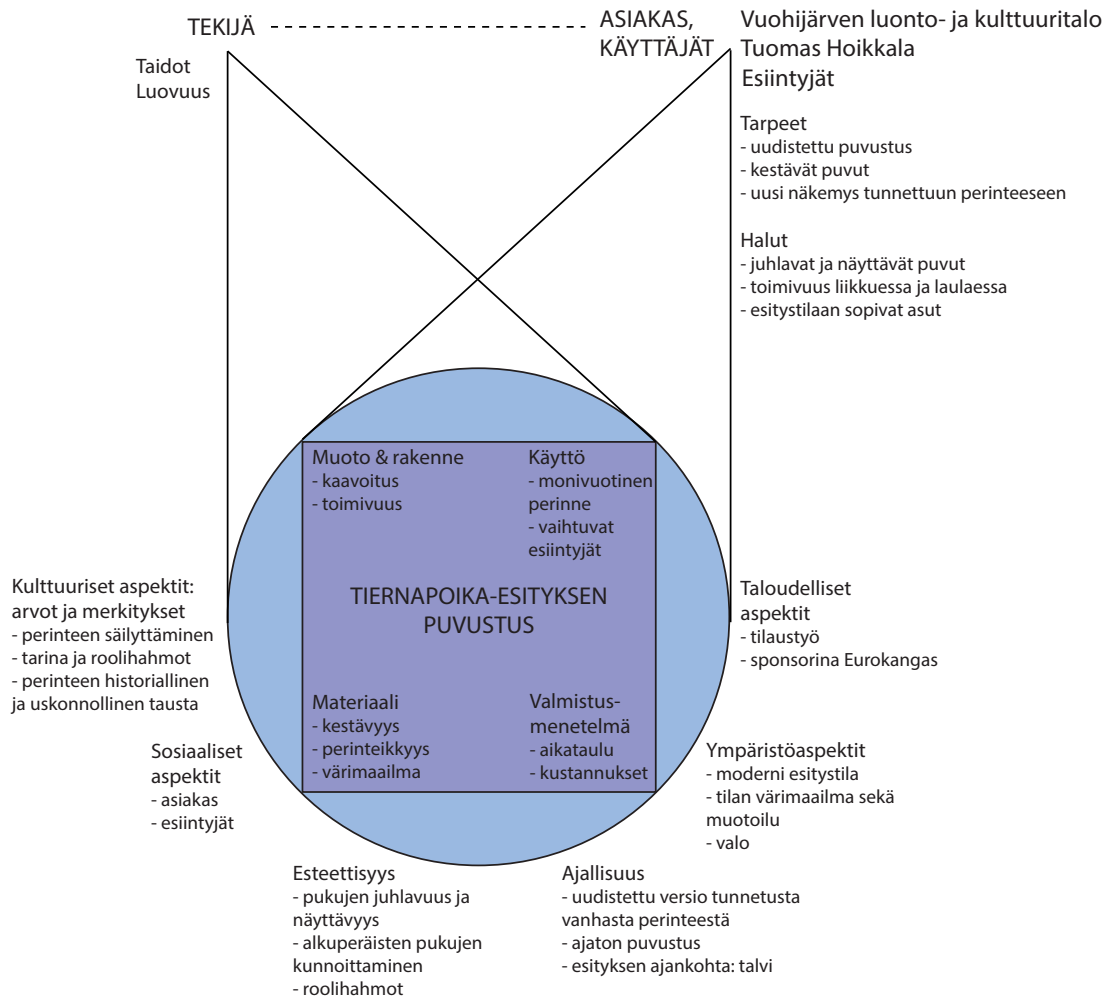 TEKIJÄ
Taidot
Luovuus
ASIAKAS,
KÄYTTÄJÄT
Vuohijärven luonto- ja kulttuuritalo
Tuomas Hoikkala
Esiintyjät
Tarpeet
- uudistettu puvustus
- kestävät puvut
- uusi näkemys tunnettuun perinteeseen
Halut
- juhlavat ja näyttävät puvut
- toimivuus liikkuessa ja laulaessa
- esitystilaan sopivat asut
Muoto & rakenne
- kaavoitus
- toimivuus
Käyttö
- monivuotinen
perinne
- vaihtuvat
esiintyjät
TIERNAPOIKA-ESITYKSEN
PUVUSTUS
Materiaali
- kestävyys
- perinteikkyys
- värimaailma
Valmistus-
menetelmä
- aikataulu
- kustannukset
Kulttuuriset aspektit:
arvot ja merkitykset
- perinteen säilyttäminen
- tarina ja roolihahmot
- perinteen historiallinen
ja uskonnollinen tausta
Taloudelliset
aspektit
- tilaustyö
- sponsorina Eurokangas
Sosiaaliset
aspektit
- asiakas
- esiintyjät
Ympäristöaspektit
- moderni esitystila
- tilan värimaailma sekä
muotoilu
- valo
Esteettisyys
- pukujen juhlavuus ja
näyttävyys
- alkuperäisten pukujen
kunnoittaminen
- roolihahmot
Ajallisuus
- uudistettu versio tunnetusta
vanhasta perinteestä
- ajaton puvustus
- esityksen ajankohta: talvi